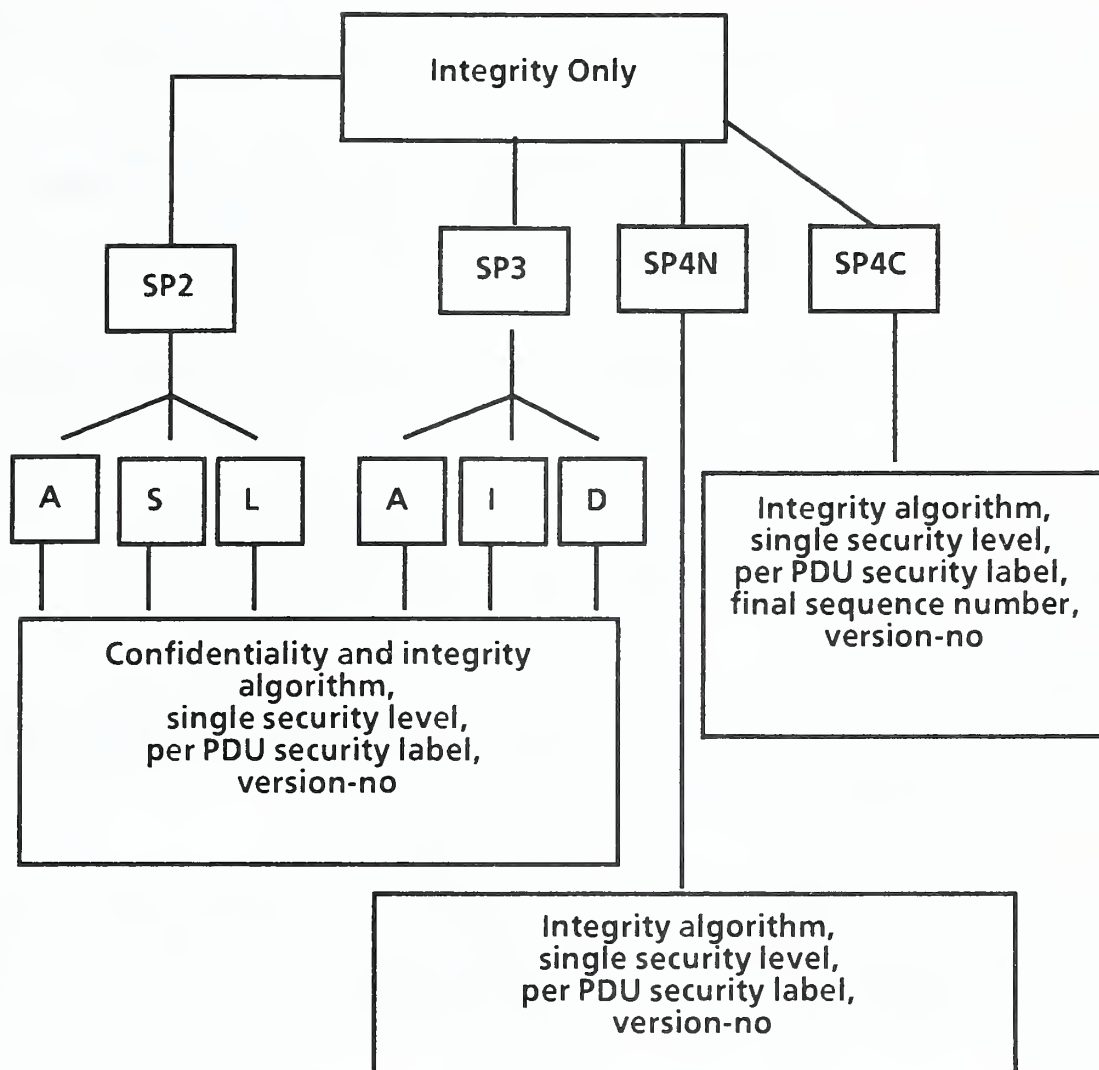 Integrity Only
SP2
SP3
SP4N
SP4C
A
S
L
A
I
D
Integrity algorithm,
single security level,
per PDU security label,
final sequence number,
version-no
Confidentiality and integrity
algorithm,
single security level,
per PDU security label,
version-no
Integrity algorithm,
single security level,
per PDU security label,
version-no